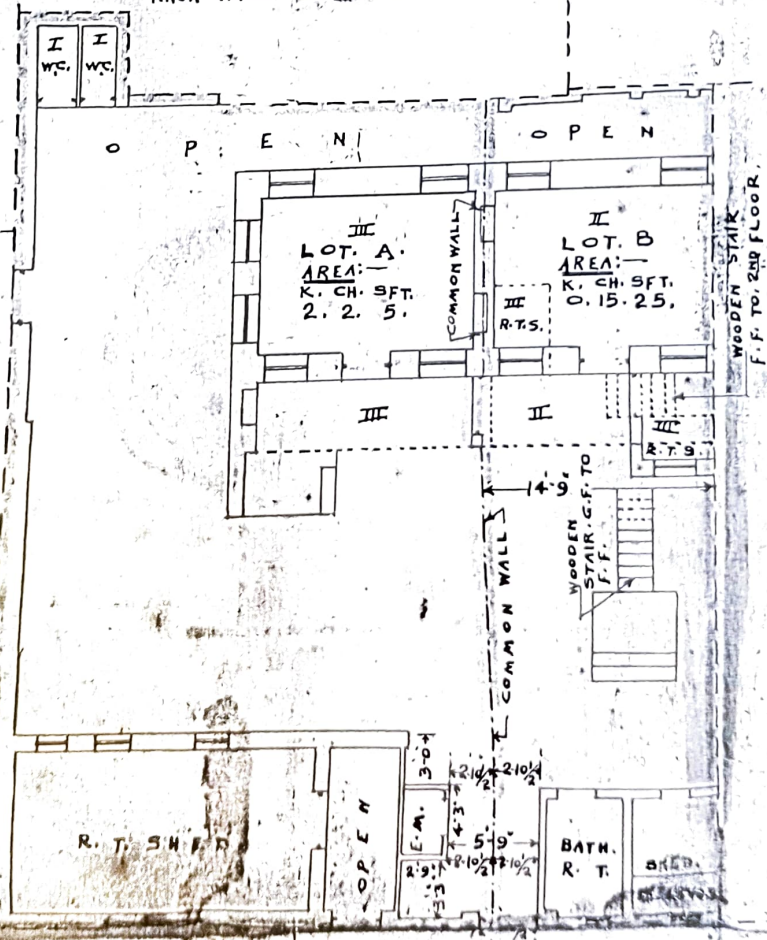 I
W.C.
I
W.C.
O P E N
O P E N
III
LOT. A.
AREA:—
K. CH. SFT.
2. 2. 5.
COMMON WALL
II
LOT. B
AREA:—
K. CH. SFT.
0. 15. 25.
III
R.T.S.
WOODEN STAIR
F.F. TO. 2ND FLOOR.
III
II
III
R.T.S.
14'-9"
WOODEN
STAIR. G.F. TO
F.F.
COMMON WALL
3'-0"
2'-10½
2'-10½
R. T. SHED
OPEN
E.M.
4'-3"
5'-9"
2'-10½
2'-10½
2'-9"
3'-3"
BATH.
R. T.
SHED.